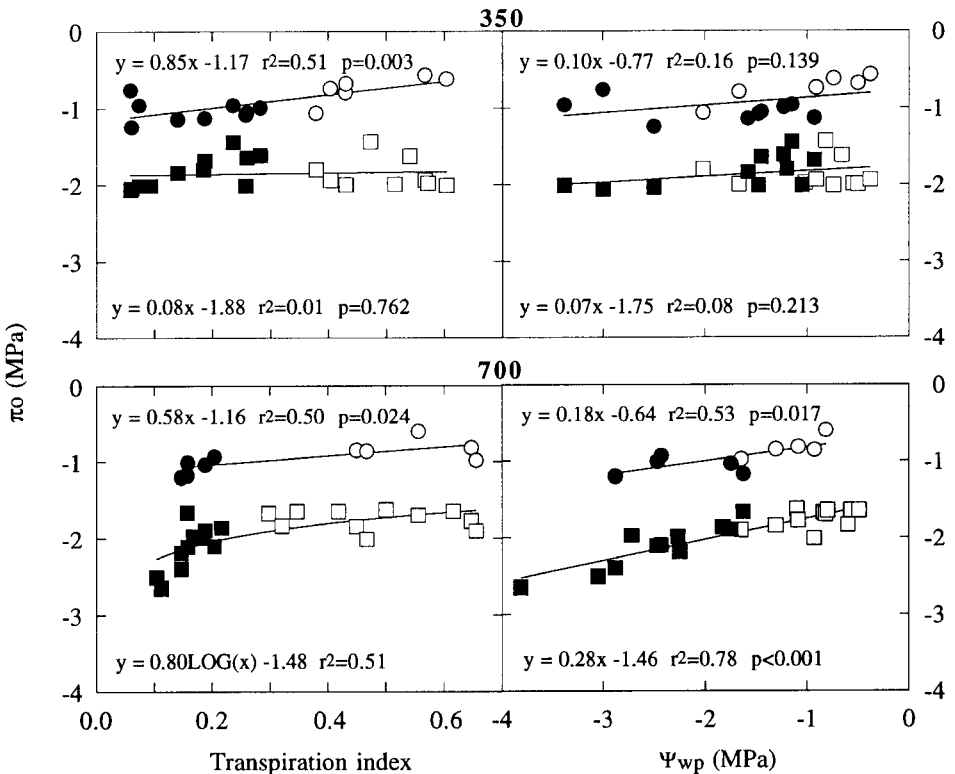 350
0
0
y = 0.85x -1.17 r²=0.51 p=0.003
y = 0.10x -0.77 r²=0.16 p=0.139
-1
-1
-2
-2
-3
-3
y = 0.08x -1.88 r²=0.01 p=0.762
y = 0.07x -1.75 r²=0.08 p=0.213
-4
-4
πo (MPa)
700
0
0
y = 0.58x -1.16 r²=0.50 p=0.024
y = 0.18x -0.64 r²=0.53 p=0.017
-1
-1
-2
-2
-3
-3
y = 0.80LOG(x) -1.48 r²=0.51
y = 0.28x -1.46 r²=0.78 p<0.001
-4
-4
0.0 0.2 0.4 0.6
-4 -3 -2 -1 0
Transpiration index
Ψwp (MPa)